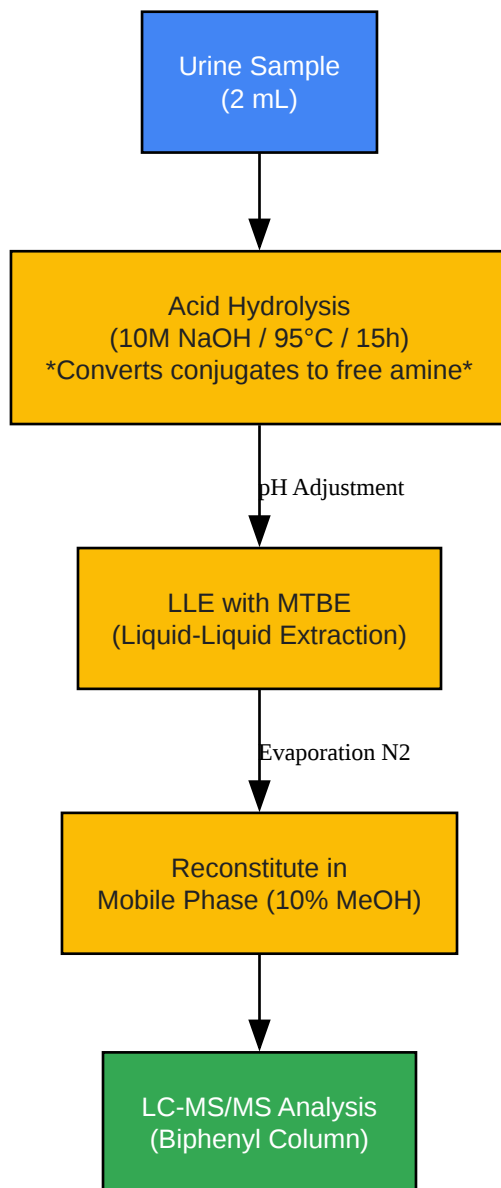 Urine Sample
(2 mL)
Acid Hydrolysis
(10M NaOH / 95°C / 15h)
*Converts conjugates to free amine*
pH Adjustment
LLE with MTBE
(Liquid-Liquid Extraction)
Evaporation N2
Reconstitute in
Mobile Phase (10% MeOH)
LC-MS/MS Analysis
(Biphenyl Column)